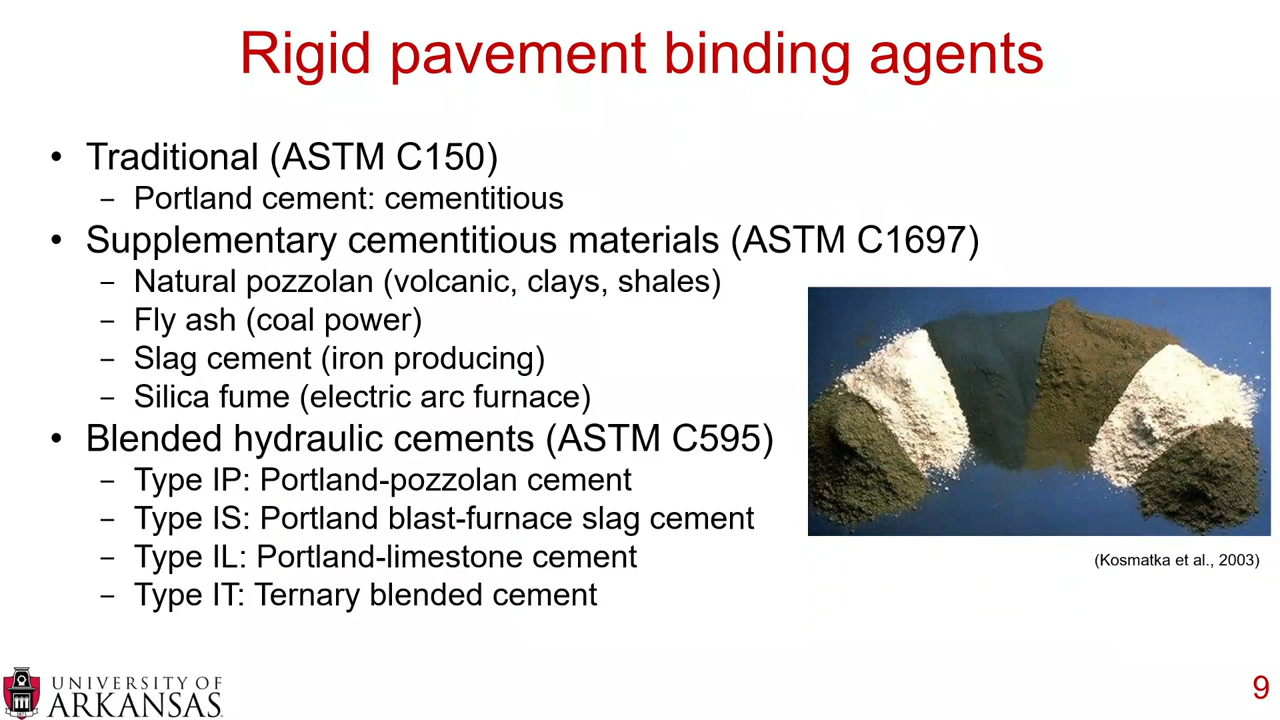 Rigid pavement binding agents
• Traditional (ASTM C150)
– Portland cement: cementitious
• Supplementary cementitious materials (ASTM C1697)
– Natural pozzolan (volcanic, clays, shales)
– Fly ash (coal power)
– Slag cement (iron producing)
– Silica fume (electric arc furnace)
• Blended hydraulic cements (ASTM C595)
– Type IP: Portland-pozzolan cement
– Type IS: Portland blast-furnace slag cement
– Type IL: Portland-limestone cement
– Type IT: Ternary blended cement
(Kosmatka et al., 2003)
UNIVERSITY OF
ARKANSAS
9